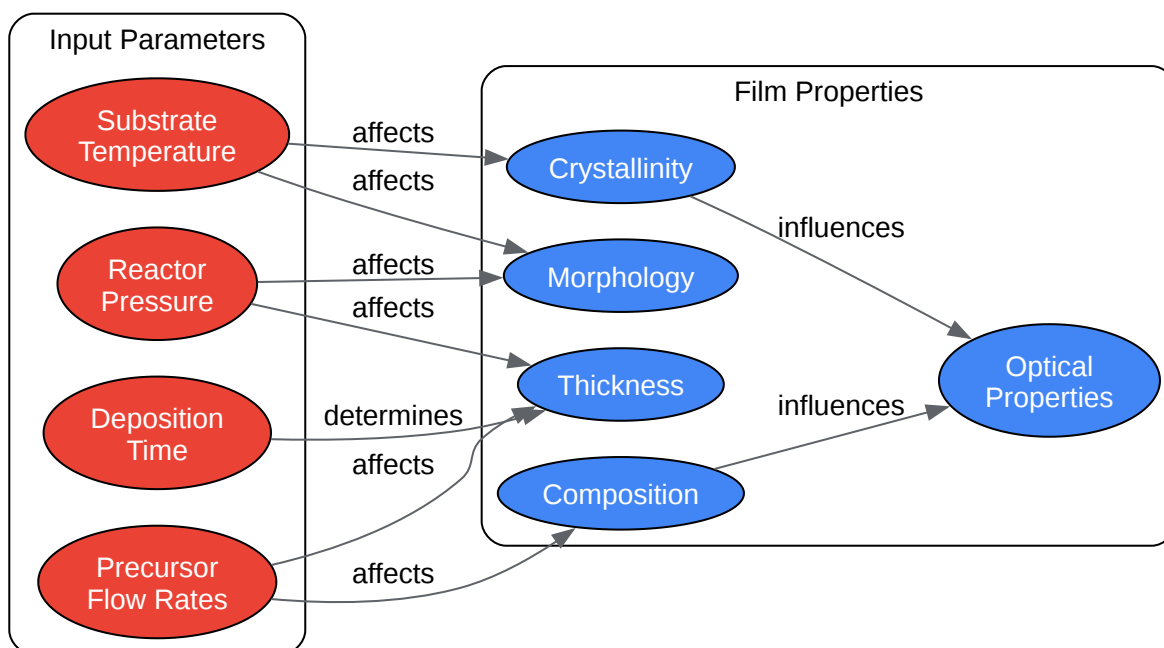 Input Parameters
Substrate
Temperature
Reactor
Pressure
Deposition
Time
Precursor
Flow Rates
affects
affects
affects
affects
determines
affects
affects
Film Properties
Crystallinity
Morphology
Thickness
Composition
influences
influences
Optical
Properties